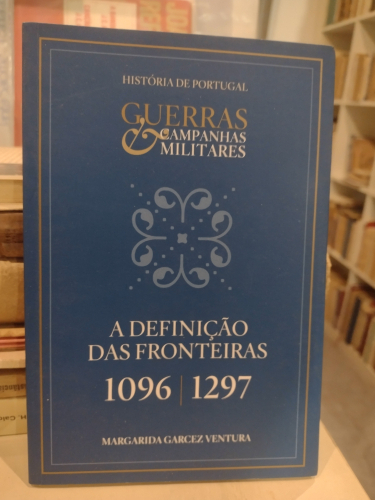 HISTÓRIA DE PORTUGAL
GUERRAS
& CAMPANHAS
MILITARES
A DEFINIÇÃO
DAS FRONTEIRAS
1096 | 1297
MARGARIDA GARCEZ VENTURA